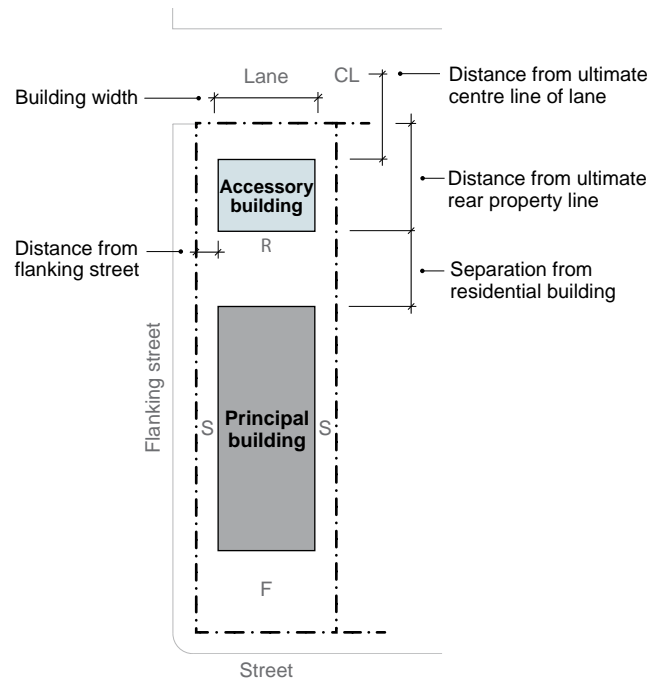 Lane
CL
Distance from ultimate
centre line of lane
Building width
Accessory
building
Distance from ultimate
rear property line
R
Distance from
flanking street
Separation from
residential building
Flanking street
S
Principal
building
S
F
Street